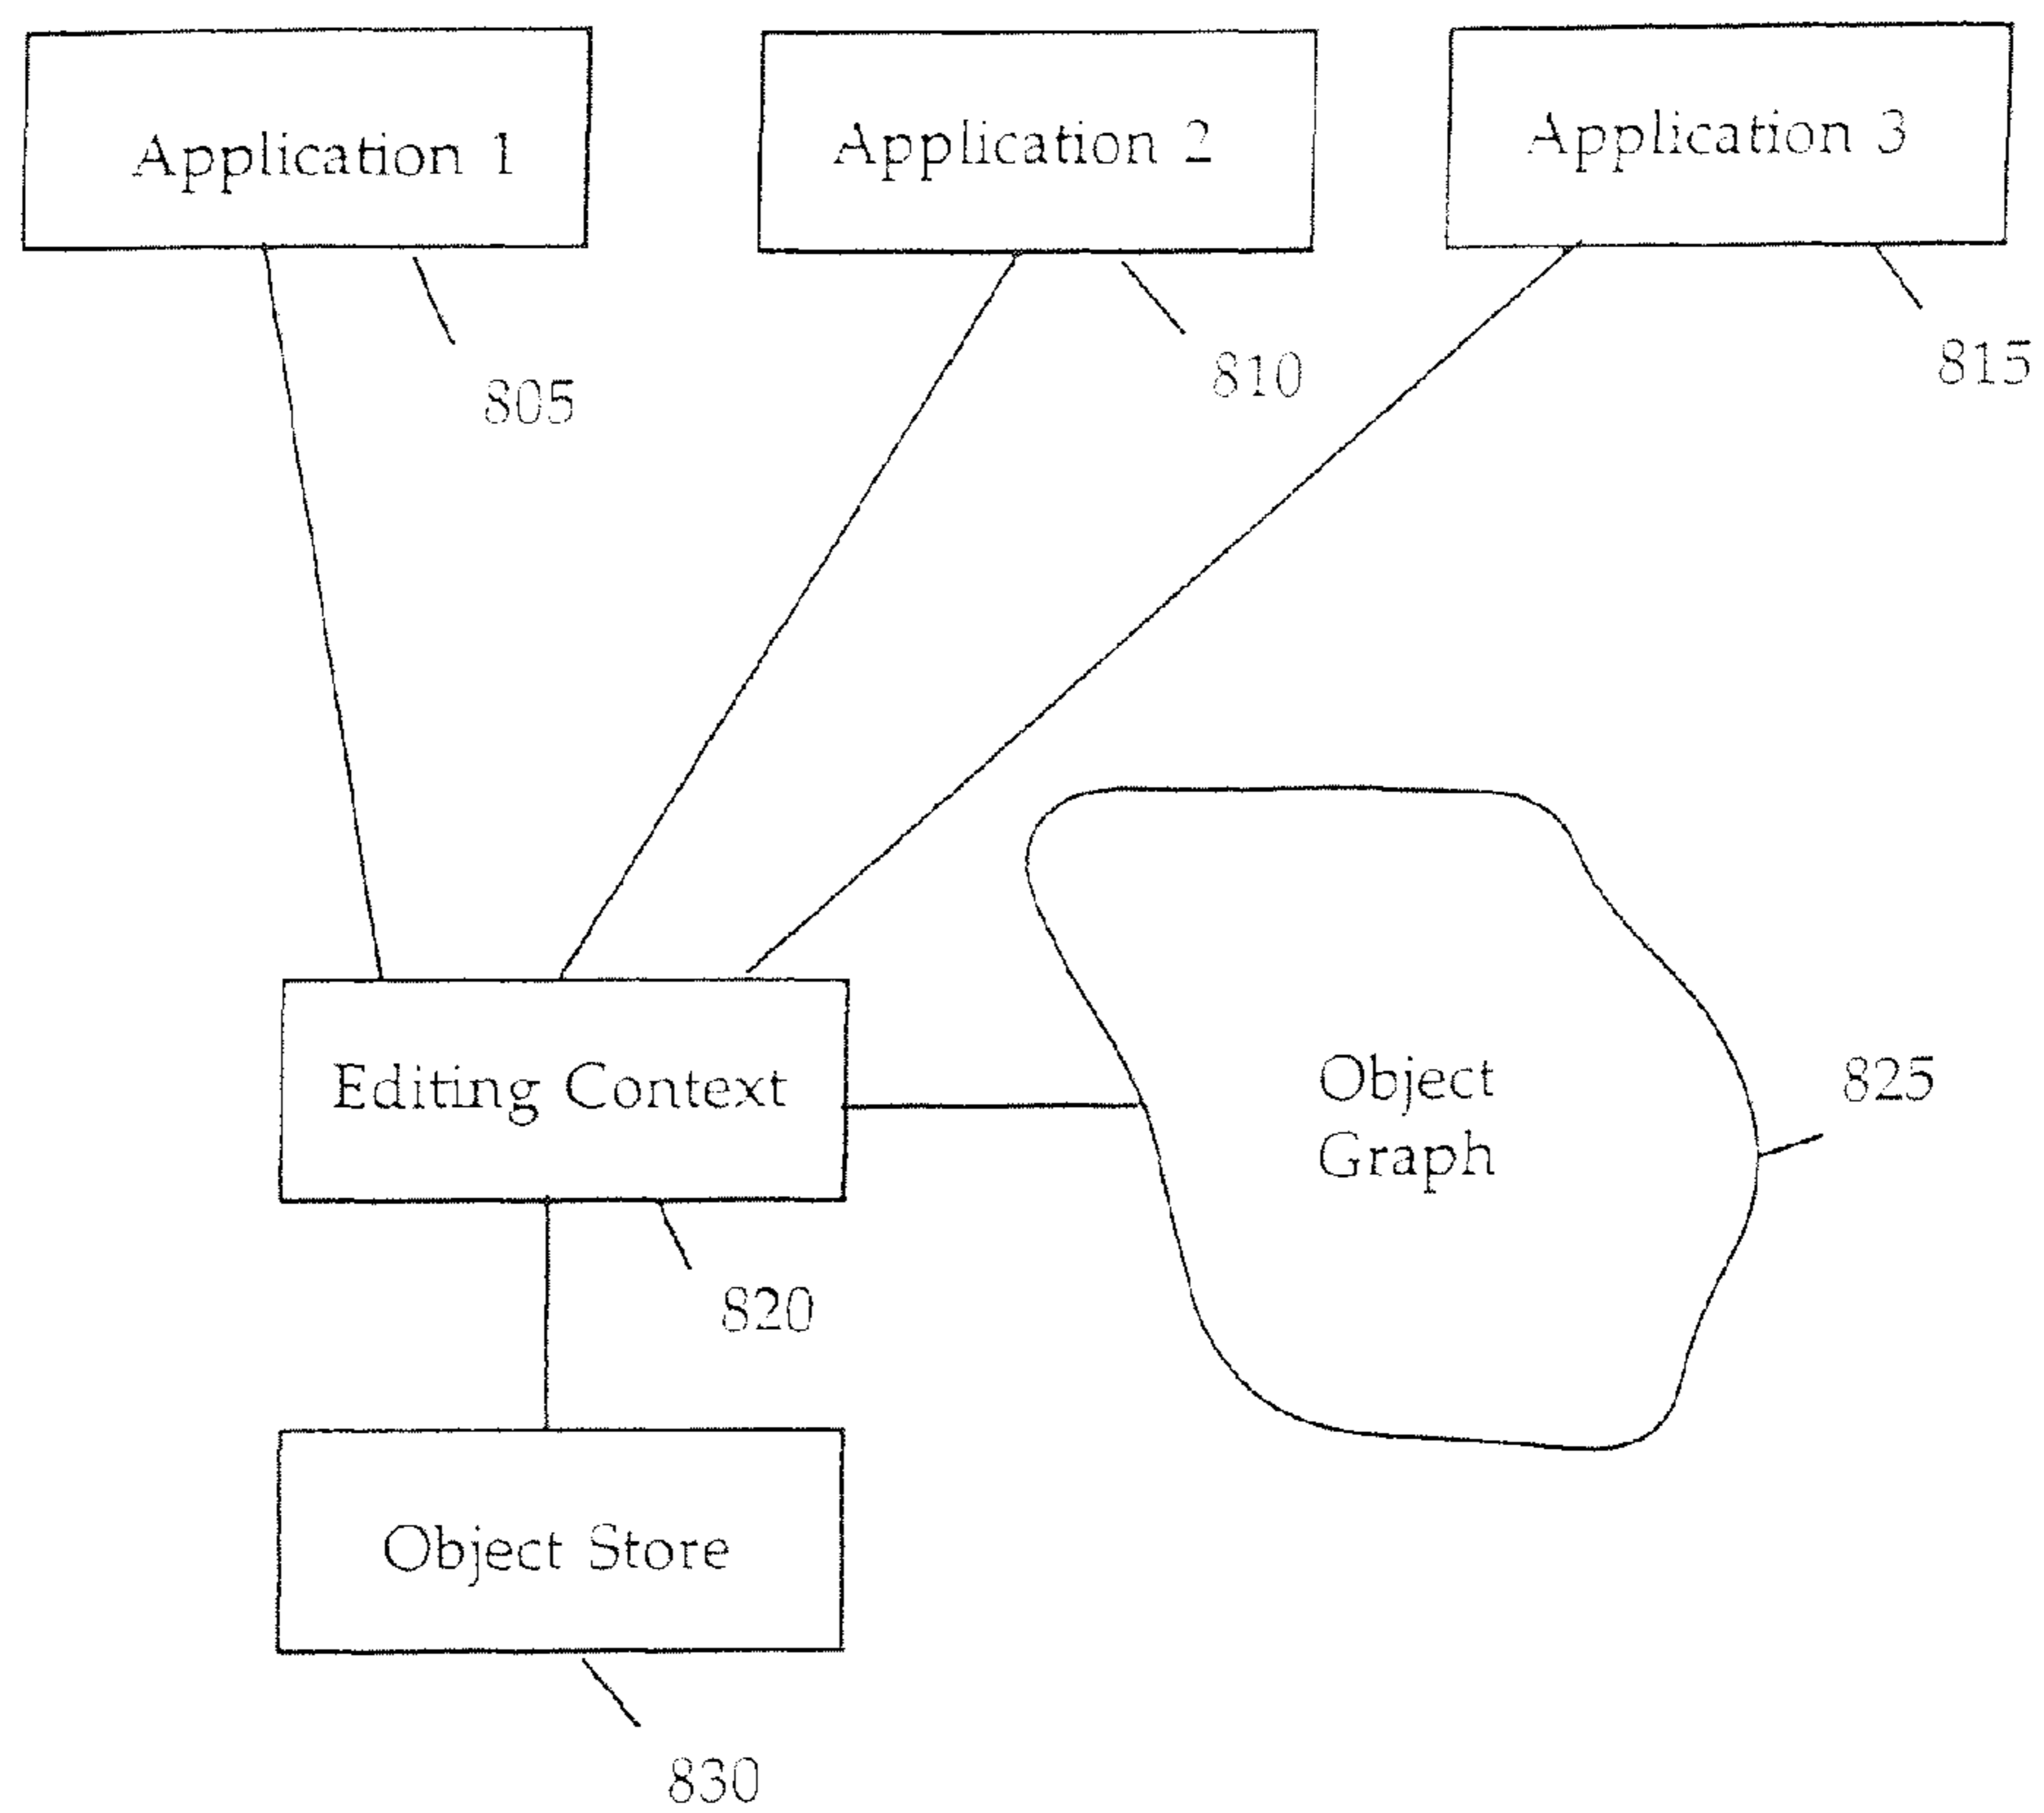 Application 1
Application 2
Application 3
805
810
815
Editing Context
Object
Graph
825
820
Object Store
830